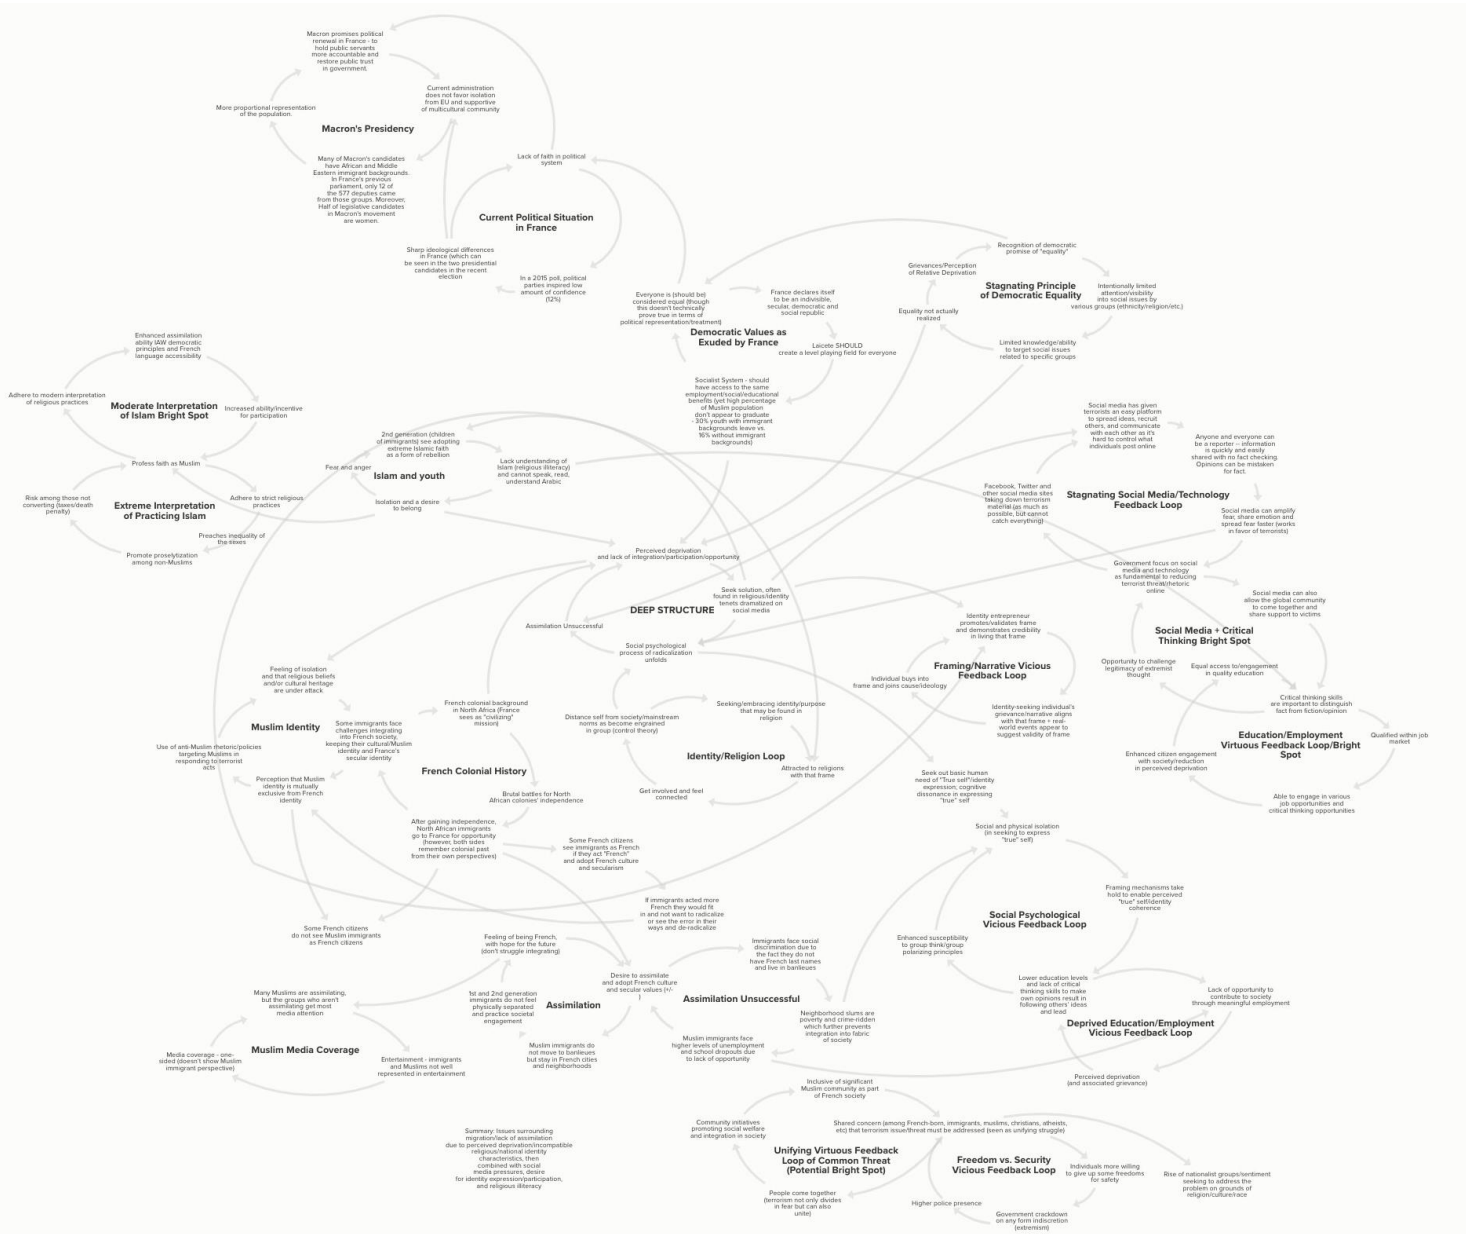 Macron promises political
renewal in France - to
hold public servants
more accountable and
restore public trust
in government.
Current administration
does not favor isolation
from EU and supportive
of multicultural community
More proportional representation
of the population.
Macron's Presidency
Many of Macron's candidates
have African and Middle
Eastern immigrant backgrounds.
In France's previous
parliament, only 12 of
the 577 deputies came
from those groups. Moreover,
Half of legislative candidates
in Macron's movement
are women.
Lack of faith in political
system
Current Political Situation
in France
Sharp ideological differences
in France (which can
be seen in the two presidential
candidates in the recent
election
In a 2015 poll, political
parties inspired low
amount of confidence
(12%)
Everyone is (should be)
considered equal (though
this doesn't technically
prove true in terms of
political representation/treatment)
France declares itself
to be an indivisible,
secular, democratic and
social republic
Democratic Values as
Exuded by France
Laicete SHOULD
create a level playing field for everyone
Socialist System - should
have access to the same
employment/social/educational
benefits (yet high percentage
of Muslim population
don't appear to graduate
- 30% youth with immigrant
backgrounds leave vs.
16% without immigrant
backgrounds)
Recognition of democratic
promise of "equality"
Grievances/Perception
of Relative Deprivation
Stagnating Principle
of Democratic Equality
Intentionally limited
attention/visibility
into social issues by
various groups (ethnicity/religion/etc.)
Equality not actually
realized
Limited knowledge/ability
to target social issues
related to specific groups
Enhanced assimilation
ability IAW democratic
principles and French
language accessibility
Adhere to modern interpretation
of religious practices
Moderate Interpretation
of Islam Bright Spot
Increased ability/incentive
for participation
Profess faith as Muslim
Risk among those not
converting (taxes/death
penalty)
Extreme Interpretation
of Practicing Islam
Adhere to strict religious
practices
Preaches inequality of
the sexes
Promote proselytization
among non-Muslims
2nd generation (children
of immigrants) see adopting
extreme Islamic faith
as a form of rebellion
Fear and anger
Islam and youth
Lack understanding of
Islam (religious illiteracy)
and cannot speak, read,
understand Arabic
Isolation and a desire
to belong
Social media has given
terrorists an easy platform
to spread ideas, recruit
others, and communicate
with each other as it's
hard to control what
individuals post online
Anyone and everyone can
be a reporter -- information
is quickly and easily
shared with no fact checking.
Opinions can be mistaken
for fact.
Facebook, Twitter and
other social media sites
taking down terrorism
material (as much as
possible, but cannot
catch everything)
Stagnating Social Media/Technology
Feedback Loop
Social media can amplify
fear, share emotion and
spread fear faster (works
in favor of terrorists)
Government focus on social
media and technology
as fundamental to reducing
terrorist threat/rhetoric
online
Social media can also
allow the global community
to come together and
share support to victims
Social Media + Critical
Thinking Bright Spot
Opportunity to challenge
legitimacy of extremist
thought
Equal access to/engagement
in quality education
Critical thinking skills
are important to distinguish
fact from fiction/opinion
Education/Employment
Virtuous Feedback Loop/Bright
Spot
Qualified within job
market
Enhanced citizen engagement
with society/reduction
in perceived deprivation
Able to engage in various
job opportunities and
critical thinking opportunities
Perceived deprivation
and lack of integration/participation/opportunity
Seek solution, often
found in religious/identity
tenets dramatized on
social media
DEEP STRUCTURE
Assimilation Unsuccessful
Social psychological
process of radicalization
unfolds
Identity entrepreneur
promotes/validates frame
and demonstrates credibility
in living that frame
Framing/Narrative Vicious
Feedback Loop
Individual buys into
frame and joins cause/ideology
Identity-seeking individual's
grievance/narrative aligns
with that frame + real-
world events appear to
suggest validity of frame
Feeling of isolation
and that religious beliefs
and/or cultural heritage
are under attack
Muslim Identity
Some immigrants face
challenges integrating
into French society,
keeping their cultural/Muslim
identity and France's
secular identity
Use of anti-Muslim rhetoric/policies
targeting Muslims in
responding to terrorist
acts
Perception that Muslim
identity is mutually
exclusive from French
identity
French colonial background
in North Africa (France
sees as "civilizing"
mission)
French Colonial History
Brutal battles for North
African colonies' independence
After gaining independence,
North African immigrants
go to France for opportunity
(however, both sides
remember colonial past
from their own perspectives)
Distance self from society/mainstream
norms as become engrained
in group (control theory)
Seeking/embracing identity/purpose
that may be found in
religion
Identity/Religion Loop
Attracted to religions
with that frame
Get involved and feel
connected
Seek out basic human
need of "True self"/identity
expression, cognitive
dissonance in expressing
"true" self
Social and physical isolation
(in seeking to express
"true" self)
Framing mechanisms take
hold to enable perceived
"true" self/identity
coherence
Social Psychological
Vicious Feedback Loop
Enhanced susceptibility
to group think/group
polarizing principles
Lower education levels
and lack of critical
thinking skills to make
own opinions result in
following others' ideas
and lead
Lack of opportunity to
contribute to society
through meaningful employment
Deprived Education/Employment
Vicious Feedback Loop
Perceived deprivation
(and associated grievance)
Some French citizens
see immigrants as French
if they act "French"
and adopt French culture
and secularism
If immigrants acted more
French they would fit
in and not want to radicalize
or see the error in their
ways and de-radicalize
Some French citizens
do not see Muslim immigrants
as French citizens
Feeling of being French,
with hope for the future
(don't struggle integrating)
Desire to assimilate
and adopt French culture
and secular values (+/-
)
1st and 2nd generation
immigrants do not feel
physically separated
and practice societal
engagement
Assimilation
Muslim immigrants do
not move to banlieues
but stay in French cities
and neighborhoods
Immigrants face social
discrimination due to
the fact they do not
have French last names
and live in banlieues
Assimilation Unsuccessful
Neighborhood slums are
poverty and crime-ridden
which further prevents
integration into fabric
of society
Muslim immigrants face
higher levels of unemployment
and school dropouts due
to lack of opportunity
Many Muslims are assimilating,
but the groups who aren't
assimilating get most
media attention
Muslim Media Coverage
Media coverage - one-
sided (doesn't show Muslim
immigrant perspective)
Entertainment - immigrants
and Muslims not well
represented in entertainment
Summary: Issues surrounding
migration/lack of assimilation
due to perceived deprivation/incompatible
religious/national identity
characteristics, then
combined with social
media pressures, desire
for identity expression/participation,
and religious illiteracy
Inclusive of significant
Muslim community as part
of French society
Community initiatives
promoting social welfare
and integration in society
Shared concern (among French-born, immigrants, muslims, christians, atheists,
etc) that terrorism issue/threat must be addressed (seen as unifying struggle)
Unifying Virtuous Feedback
Loop of Common Threat
(Potential Bright Spot)
People come together
(terrorism not only divides
in fear but can also
unite)
Freedom vs. Security
Vicious Feedback Loop
Individuals more willing
to give up some freedoms
for safety
Higher police presence
Government crackdown
on any form indiscretion
(extremism)
Rise of nationalist groups/sentiment
seeking to address the
problem on grounds of
religion/culture/race